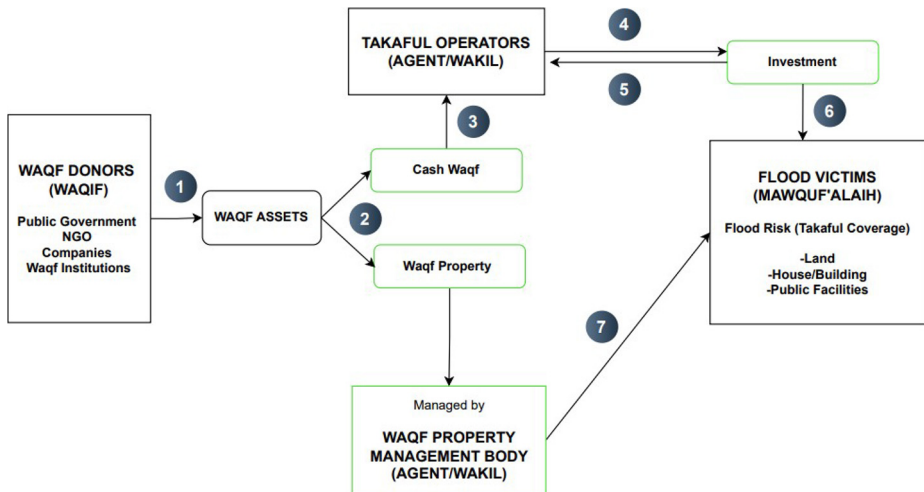 TAKAFUL OPERATORS
(AGENT/WAKIL)
4
Investment
5
3
6
WAQF DONORS
(WAQIF)
Public Government
NGO
Companies
Waqf Institutions
1
WAQF ASSETS
2
Cash Waqf
Waqf Property
FLOOD VICTIMS
(MAWQUF'ALAIH)
Flood Risk (Takaful Coverage)
-Land
-House/Building
-Public Facilities
7
Managed by
WAQF PROPERTY
MANAGEMENT BODY
(AGENT/WAKIL)